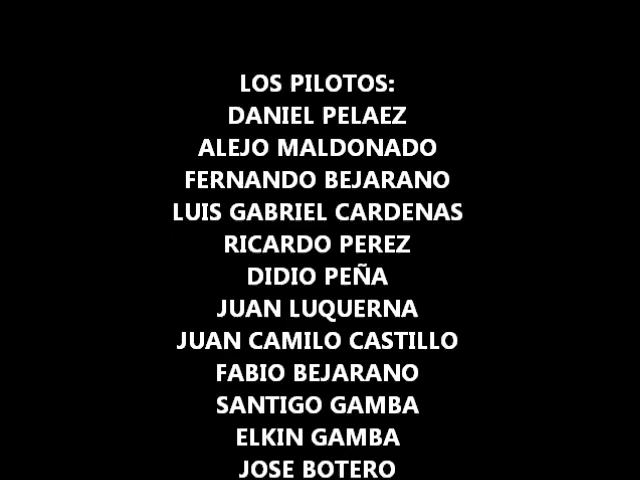 LOS PILOTOS:
DANIEL PELAEZ
ALEJO MALDONADO
FERNANDO BEJARANO
LUIS GABRIEL CARDENAS
RICARDO PEREZ
DIDIO PEÑA
JUAN LUQUERNA
JUAN CAMILO CASTILLO
FABIO BEJARANO
SANTIGO GAMBA
ELKIN GAMBA
JOSE BOTERO